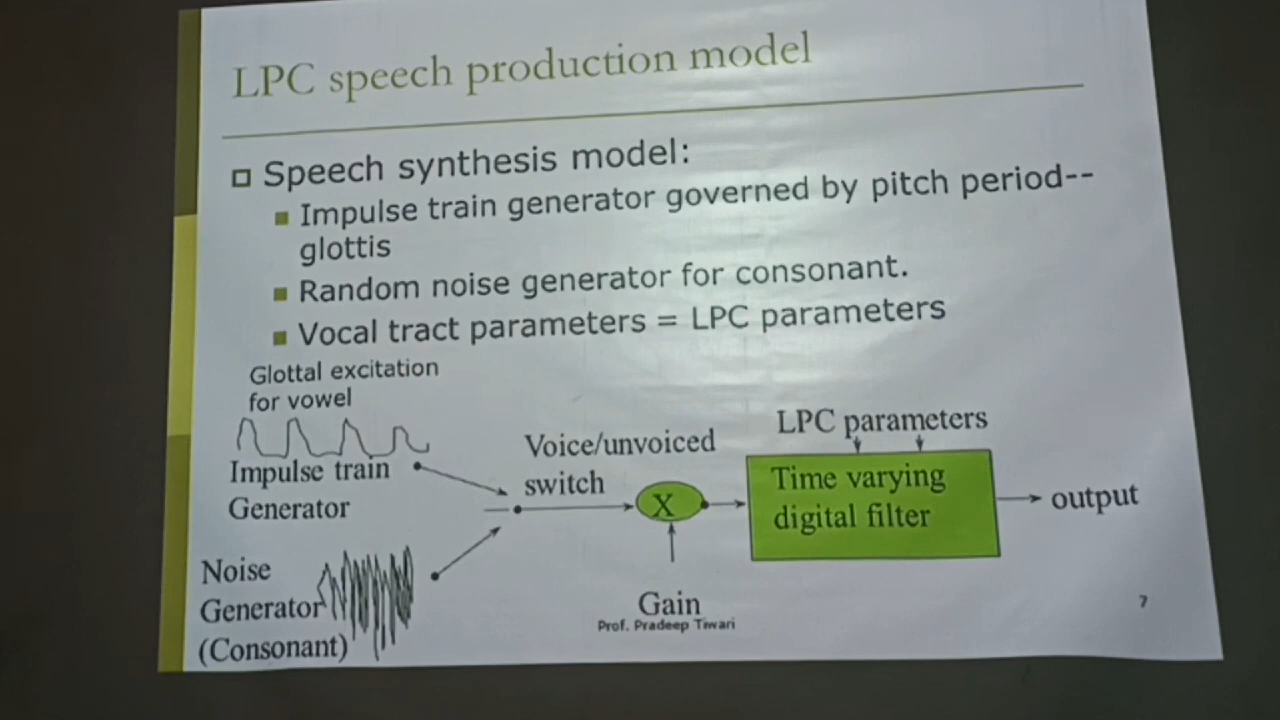 LPC speech production model
Speech synthesis model:
Impulse train generator governed by pitch period--
glottis
Random noise generator for consonant.
Vocal tract parameters = LPC parameters
Glottal excitation
for vowel
Impulse train
Generator
Voice/unvoiced
switch
X
LPC parameters
Time varying
digital filter
output
Noise
Generator
(Consonant)
Gain
Prof. Pradeep Tiwari
7